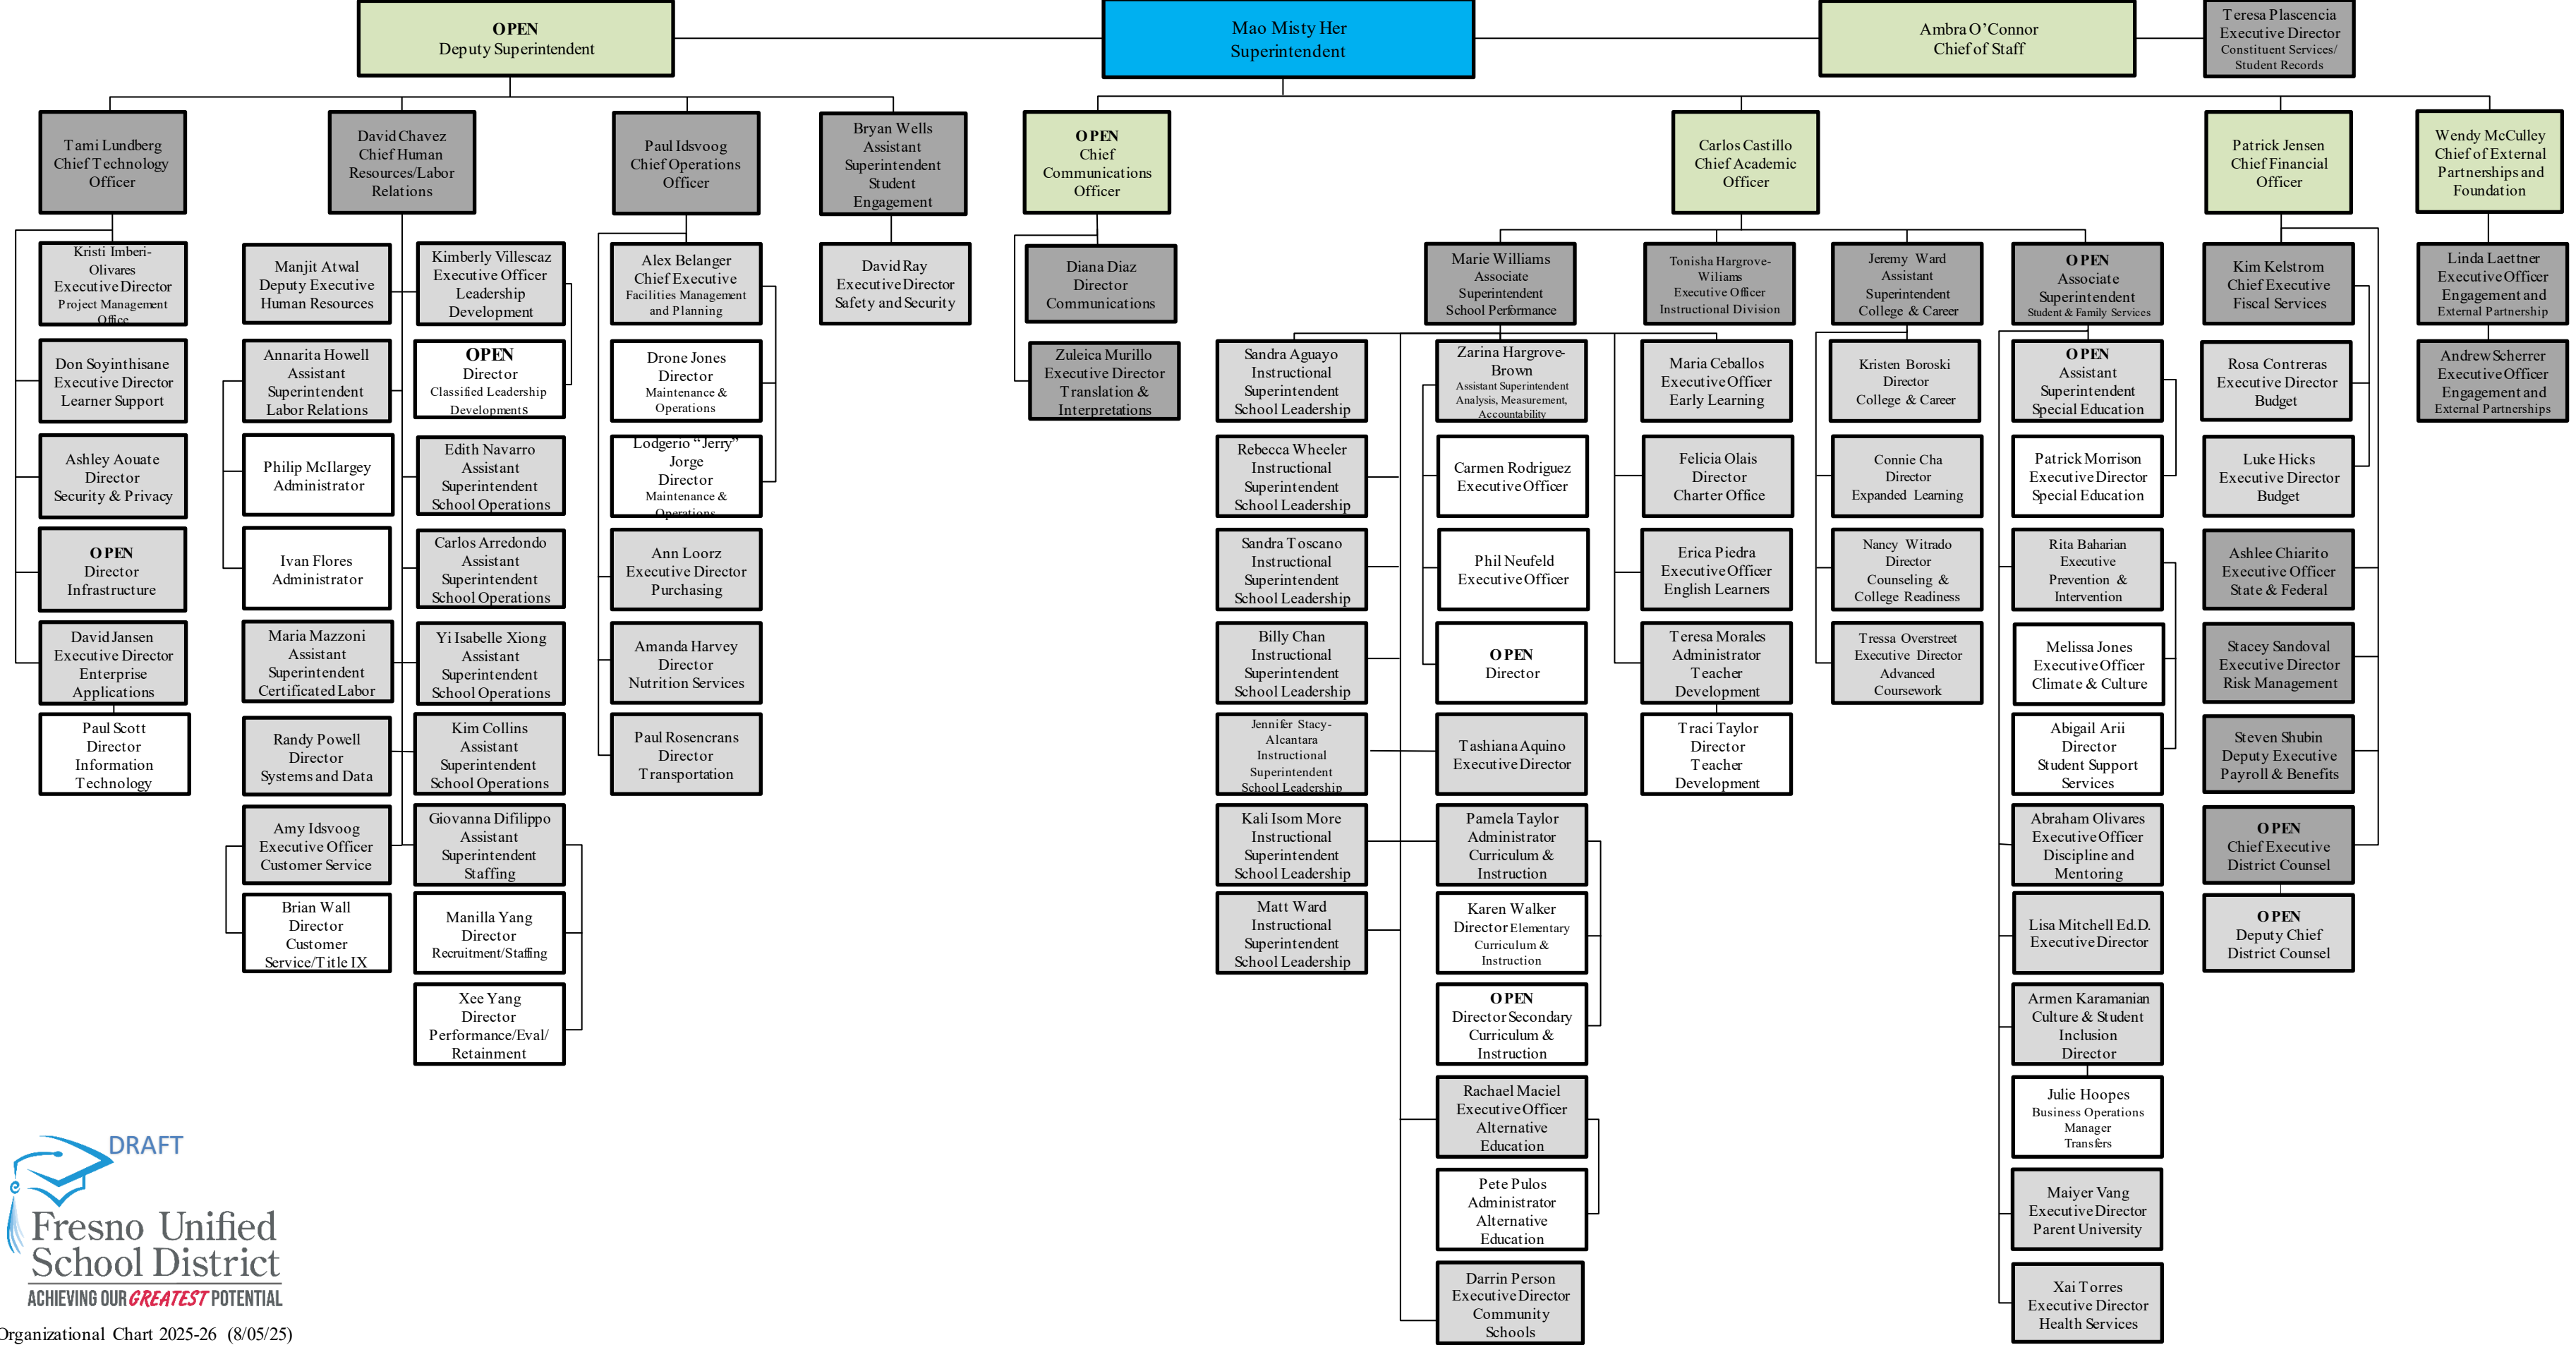 OPEN
Deputy Superintendent
Mao Misty Her
Superintendent
Ambra O’Connor
Chief of Staff
Teresa Plascencia
Executive Director
Constituent Services/
Student Records
Tami Lundberg
Chief Technology
Officer
David Chavez
Chief Human
Resources/Labor
Relations
Paul Idsvoog
Chief Operations
Officer
Bryan Wells
Assistant
Superintendent
Student
Engagement
OPEN
Chief
Communications
Officer
Carlos Castillo
Chief Academic
Officer
Patrick Jensen
Chief Financial
Officer
Wendy McCulley
Chief of External
Partnerships and
Foundation
Kristi Imberi-
Olivares
Executive Director
Project Management
Office
Don Soyinthisane
Executive Director
Learner Support
Ashley Aouate
Director
Security & Privacy
OPEN
Director
Infrastructure
David Jansen
Executive Director
Enterprise
Applications
Paul Scott
Director
Information
Technology
Manjit Atwal
Deputy Executive
Human Resources
Annarita Howell
Assistant
Superintendent
Labor Relations
Philip McIlargey
Administrator
Ivan Flores
Administrator
Maria Mazzoni
Assistant
Superintendent
Certificated Labor
Randy Powell
Director
Systems and Data
Amy Idsvoog
Executive Officer
Customer Service
Brian Wall
Director
Customer
Service/Title IX
Kimberly Villescaz
Executive Officer
Leadership
Development
OPEN
Director
Classified Leadership
Developments
Edith Navarro
Assistant
Superintendent
School Operations
Carlos Arredondo
Assistant
Superintendent
School Operations
Yi Isabelle Xiong
Assistant
Superintendent
School Operations
Kim Collins
Assistant
Superintendent
School Operations
Giovanna Difilippo
Assistant
Superintendent
Staffing
Manilla Yang
Director
Recruitment/Staffing
Xee Yang
Director
Performance/Eval/
Retainment
Alex Belanger
Chief Executive
Facilities Management
and Planning
Drone Jones
Director
Maintenance &
Operations
Lodgerio “Jerry”
Jorge
Director
Maintenance &
Operations
Ann Loorz
Executive Director
Purchasing
Amanda Harvey
Director
Nutrition Services
Paul Rosencrans
Director
Transportation
David Ray
Executive Director
Safety and Security
Diana Diaz
Director
Communications
Zuleica Murillo
Executive Director
Translation &
Interpretations
Marie Williams
Associate
Superintendent
School Performance
Tonisha Hargrove-
Wiliams
Executive Officer
Instructional Division
Jeremy Ward
Assistant
Superintendent
College & Career
OPEN
Associate
Superintendent
Student & Family Services
Sandra Aguayo
Instructional
Superintendent
School Leadership
Rebecca Wheeler
Instructional
Superintendent
School Leadership
Sandra Toscano
Instructional
Superintendent
School Leadership
Billy Chan
Instructional
Superintendent
School Leadership
Jennifer Stacy-
Alcantara
Instructional
Superintendent
School Leadership
Kali Isom More
Instructional
Superintendent
School Leadership
Matt Ward
Instructional
Superintendent
School Leadership
Zarina Hargrove-
Brown
Assistant Superintendent
Analysis, Measurement,
Accountability
Carmen Rodriguez
Executive Officer
Phil Neufeld
Executive Officer
OPEN
Director
Tashiana Aquino
Executive Director
Pamela Taylor
Administrator
Curriculum &
Instruction
Karen Walker
Director Elementary
Curriculum &
Instruction
OPEN
Director Secondary
Curriculum &
Instruction
Rachael Maciel
Executive Officer
Alternative
Education
Pete Pulos
Administrator
Alternative
Education
Darrin Person
Executive Director
Community
Schools
Maria Ceballos
Executive Officer
Early Learning
Felicia Olais
Director
Charter Office
Erica Piedra
Executive Officer
English Learners
Teresa Morales
Administrator
Teacher
Development
Traci Taylor
Director
Teacher
Development
Kristen Boroski
Director
College & Career
Connie Cha
Director
Expanded Learning
Nancy Witrado
Director
Counseling &
College Readiness
Tressa Overstreet
Executive Director
Advanced
Coursework
OPEN
Assistant
Superintendent
Special Education
Patrick Morrison
Executive Director
Special Education
Rita Baharian
Executive
Prevention &
Intervention
Melissa Jones
Executive Officer
Climate & Culture
Abigail Arii
Director
Student Support
Services
Abraham Olivares
Executive Officer
Discipline and
Mentoring
Lisa Mitchell Ed.D.
Executive Director
Armen Karamanian
Culture & Student
Inclusion
Director
Julie Hoopes
Business Operations
Manager
Transfers
Maiyer Vang
Executive Director
Parent University
Xai Torres
Executive Director
Health Services
Kim Kelstrom
Chief Executive
Fiscal Services
Rosa Contreras
Executive Director
Budget
Luke Hicks
Executive Director
Budget
Ashlee Chiarito
Executive Officer
State & Federal
Stacey Sandoval
Executive Director
Risk Management
Steven Shubin
Deputy Executive
Payroll & Benefits
OPEN
Chief Executive
District Counsel
OPEN
Deputy Chief
District Counsel
Linda Laettner
Executive Officer
Engagement and
External Partnership
Andrew Scherrer
Executive Officer
Engagement and
External Partnerships
DRAFT
Fresno Unified
School District
ACHIEVING OUR GREATEST POTENTIAL
Organizational Chart 2025-26 (8/05/25)